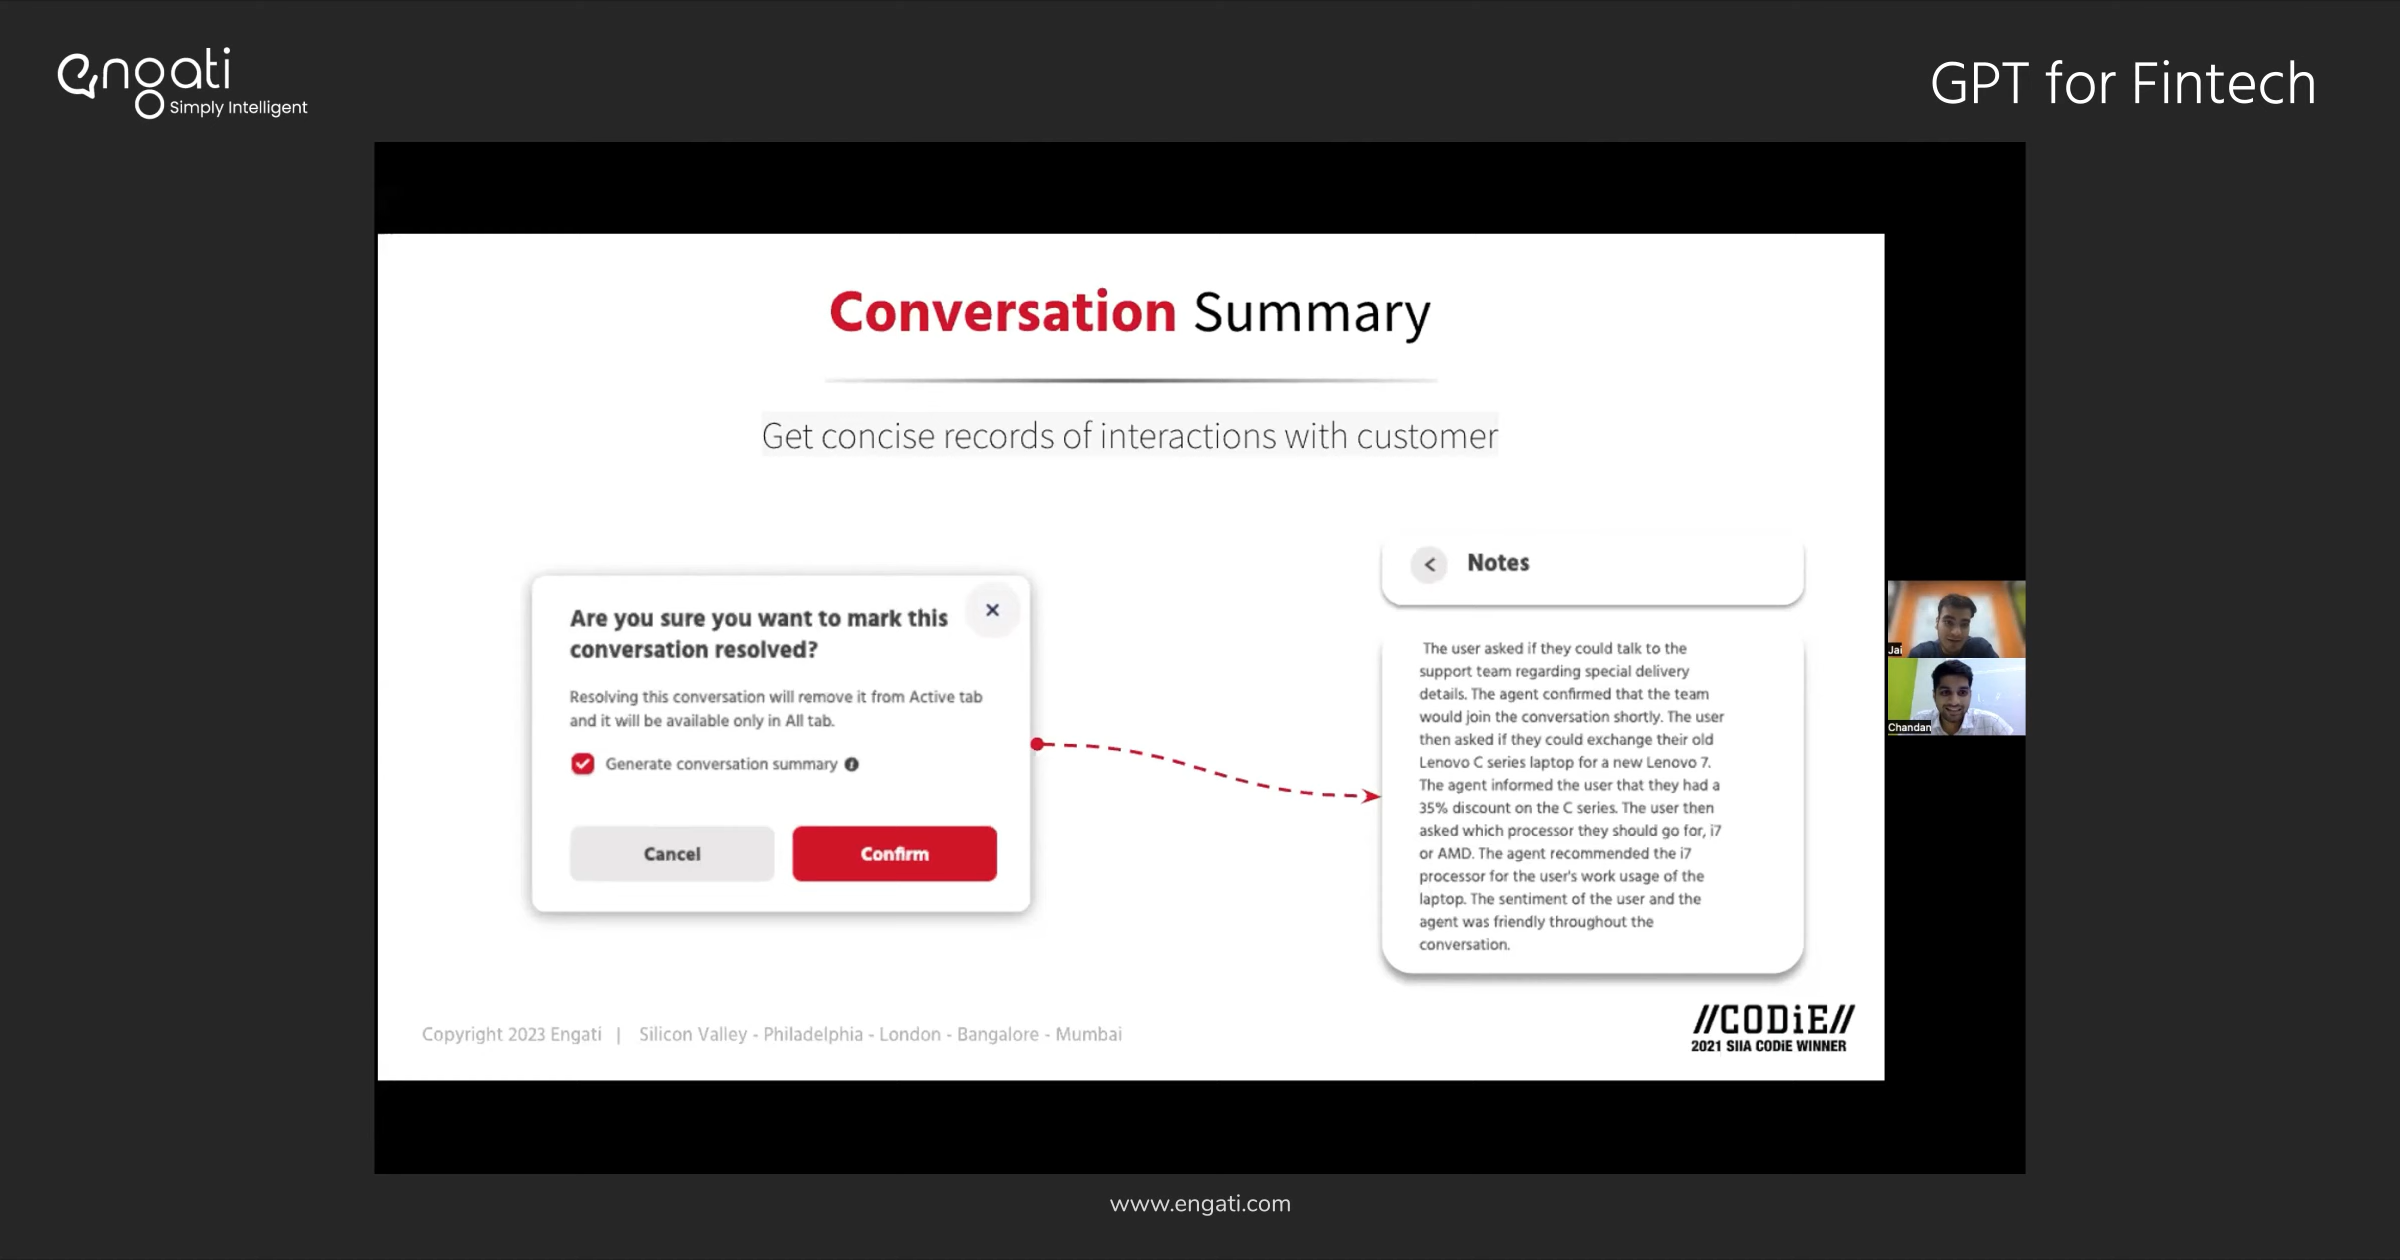 engati
Simply Intelligent
GPT for Fintech
Conversation Summary
Get concise records of interactions with customer
Are you sure you want to mark this
conversation resolved?
Resolving this conversation will remove it from Active tab
and it will be available only in All tab.
Generate conversation summary
Cancel
Confirm
Notes
The user asked if they could talk to the
support team regarding special delivery
details. The agent confirmed that the team
would join the conversation shortly. The user
then asked if they could exchange their old
Lenovo C series laptop for a new Lenovo 7.
The agent informed the user that they had a
35% discount on the C series. The user then
asked which processor they should go for, i7
or AMD. The agent recommended the i7
processor for the user's work usage of the
laptop. The sentiment of the user and the
agent was friendly throughout the
conversation.
Jai
Chandan
Copyright 2023 Engati | Silicon Valley - Philadelphia - London - Bangalore - Mumbai
//CODiE//
2021 SIIA CODiE WINNER
www.engati.com